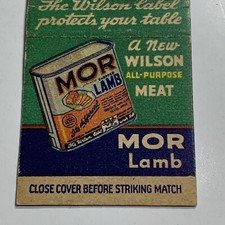 The Wilson Label
protects your table
A New
WILSON
ALL-PURPOSE
MEAT
MOR
LAMB
MOR
Lamb
CLOSE COVER BEFORE STRIKING MATCH